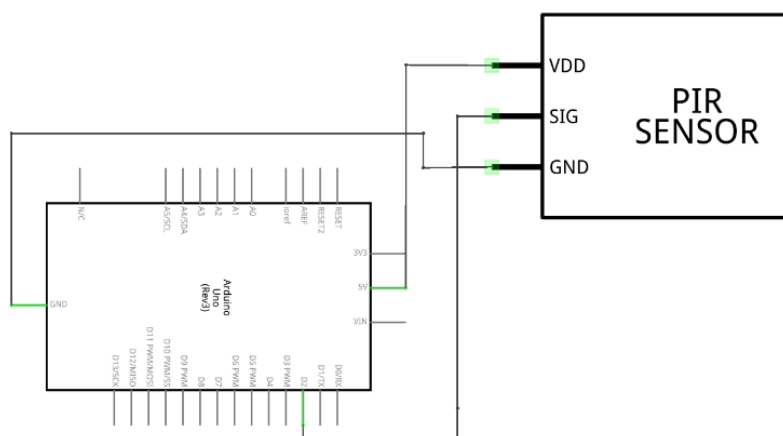 VDD
SIG
GND
PIR
SENSOR
N/C
A5/SCL
A4/SDA
A3
A2
A1
A0
ioref
AREF
RESET2
RESET
3V3
5V
VIN
GND
Arduino
Uno
(Rev3)
D13/SCK
D12/MISO
D11 PWM/MOSI
D10 PWM/SS
D9 PWM
D8
D7
D6 PWM
D5 PWM
D4
D3 PWM
D2
D1/TX
D0/RX